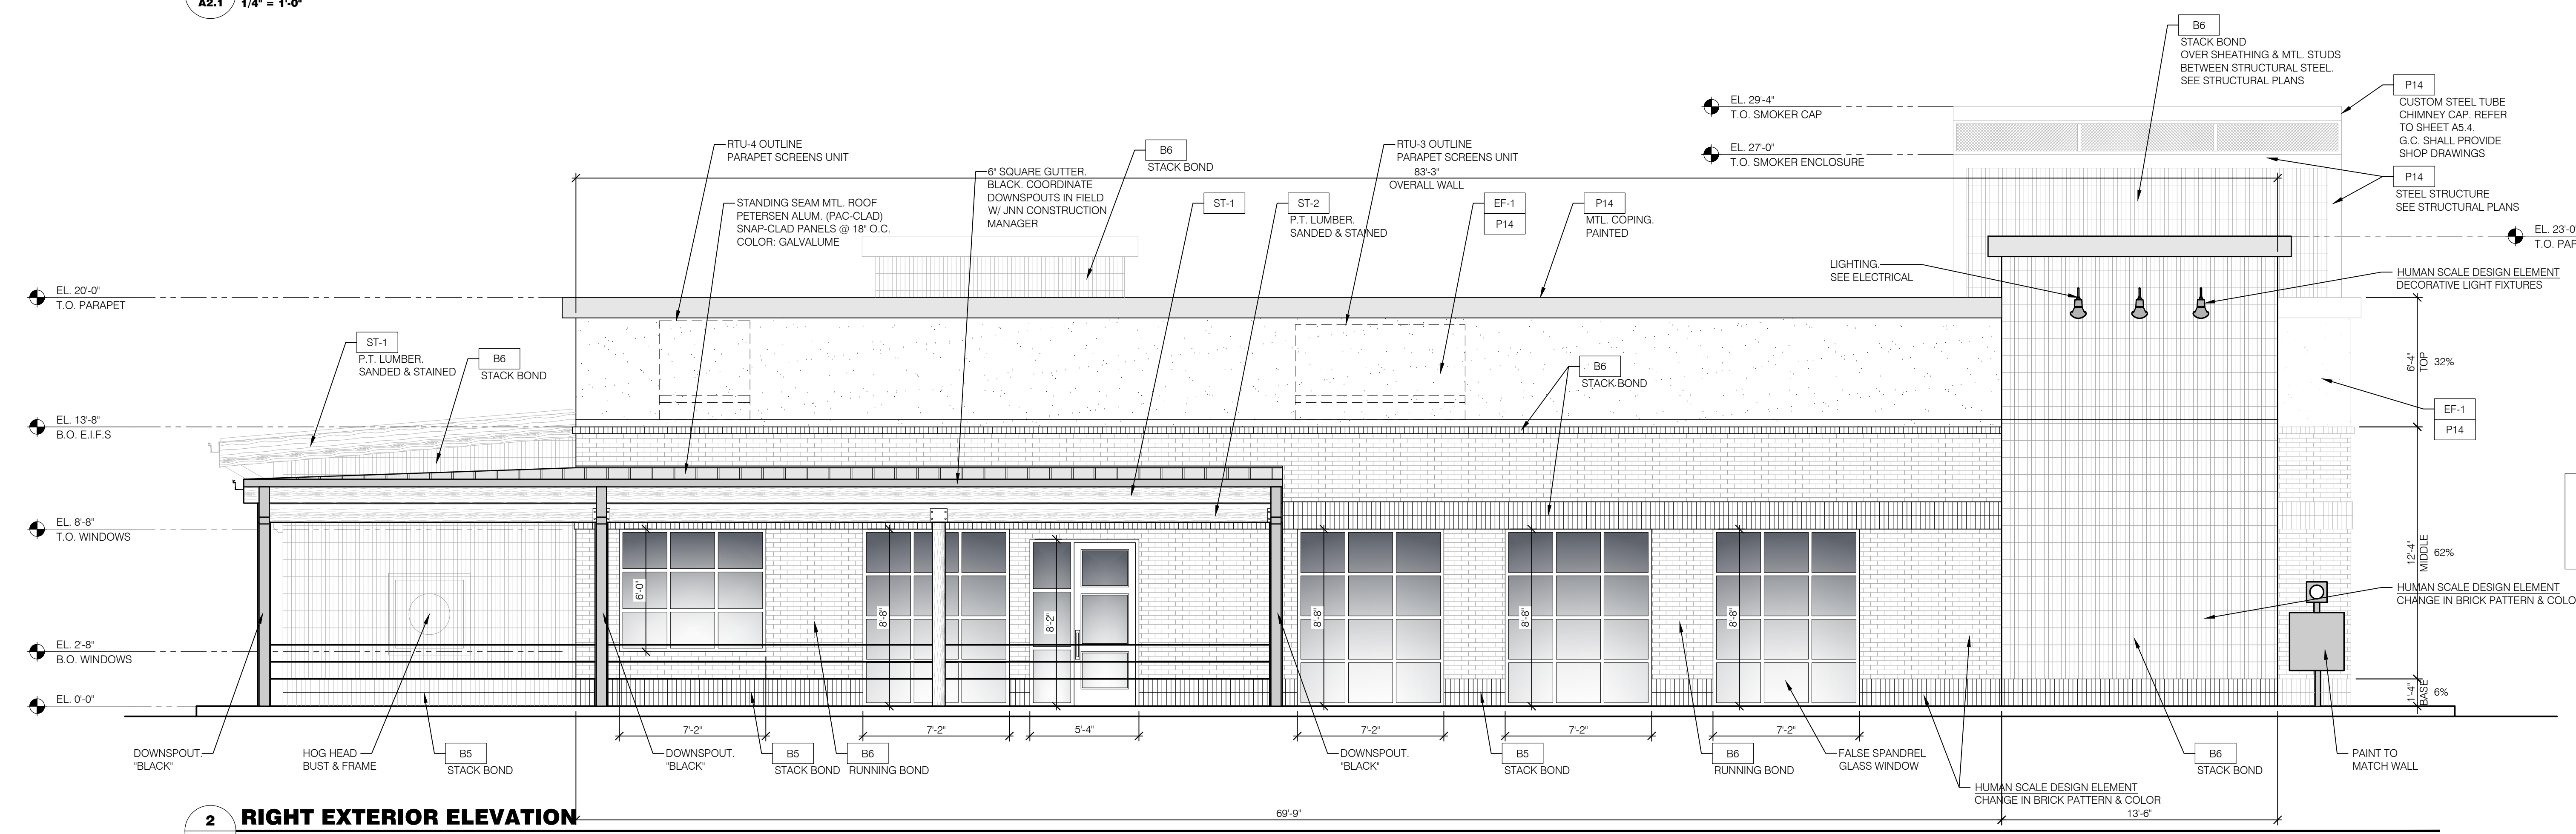 A2.1
1/4" = 1'-0"
B6
STACK BOND
OVER SHEATHING & MTL. STUDS
BETWEEN STRUCTURAL STEEL.
SEE STRUCTURAL PLANS
P14
CUSTOM STEEL TUBE
CHIMNEY CAP. REFER
TO SHEET A5.4.
G.C. SHALL PROVIDE
SHOP DRAWINGS
EL. 29'-4"
T.O. SMOKER CAP
EL. 27'-0"
T.O. SMOKER ENCLOSURE
P14
STEEL STRUCTURE
SEE STRUCTURAL PLANS
RTU-4 OUTLINE
PARAPET SCREENS UNIT
6" SQUARE GUTTER.
BLACK. COORDINATE
DOWNSPOUTS IN FIELD
W/ JNN CONSTRUCTION
MANAGER
B6
STACK BOND
RTU-3 OUTLINE
PARAPET SCREENS UNIT
83'-3"
OVERALL WALL
STANDING SEAM MTL. ROOF
PETERSEN ALUM. (PAC-CLAD)
SNAP-CLAD PANELS @ 18" O.C.
COLOR: GALVALUME
ST-1
ST-2
P.T. LUMBER.
SANDED & STAINED
EF-1
P14
P14
MTL. COPING.
PAINTED
EL. 23'-0"
T.O. PAR
LIGHTING.
SEE ELECTRICAL
HUMAN SCALE DESIGN ELEMENT
DECORATIVE LIGHT FIXTURES
EL. 20'-0"
T.O. PARAPET
ST-1
P.T. LUMBER.
SANDED & STAINED
B6
STACK BOND
B6
STACK BOND
6'-4"
TOP
32%
EF-1
P14
EL. 13'-8"
B.O. E.I.F.S
EL. 8'-8"
T.O. WINDOWS
12'-4"
MIDDLE
62%
6'-0"
8'-8"
8'-2"
8'-8"
8'-8"
8'-8"
HUMAN SCALE DESIGN ELEMENT
CHANGE IN BRICK PATTERN & COLO
EL. 2'-8"
B.O. WINDOWS
EL. 0'-0"
1'-4"
BASE
6%
7'-2"
7'-2"
5'-4"
7'-2"
7'-2"
7'-2"
DOWNSPOUT.
"BLACK"
HOG HEAD
BUST & FRAME
B5
STACK BOND
DOWNSPOUT.
"BLACK"
B5
STACK BOND
B6
RUNNING BOND
DOWNSPOUT.
"BLACK"
B5
STACK BOND
B6
RUNNING BOND
FALSE SPANDREL
GLASS WINDOW
HUMAN SCALE DESIGN ELEMENT
CHANGE IN BRICK PATTERN & COLOR
B6
STACK BOND
PAINT TO
MATCH WALL
69'-9"
13'-6"
2
RIGHT EXTERIOR ELEVATION